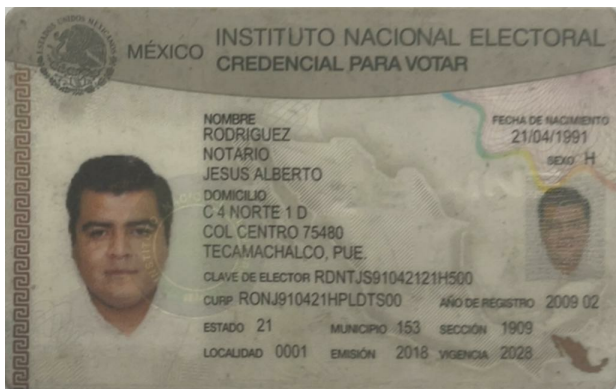 MÉXICO INSTITUTO NACIONAL ELECTORAL
CREDENCIAL PARA VOTAR
NOMBRE
RODRIGUEZ
NOTARIO
JESUS ALBERTO
FECHA DE NACIMIENTO
21/04/1991
SEXO H
DOMICILIO
C 4 NORTE 1 D
COL CENTRO 75480
TECAMACHALCO, PUE.
CLAVE DE ELECTOR RDNTJS91042121H500
CURP RONJ910421HPLDTS00 AÑO DE REGISTRO 2009 02
ESTADO 21 MUNICIPIO 153 SECCIÓN 1909
LOCALIDAD 0001 EMISIÓN 2018 VIGENCIA 2028